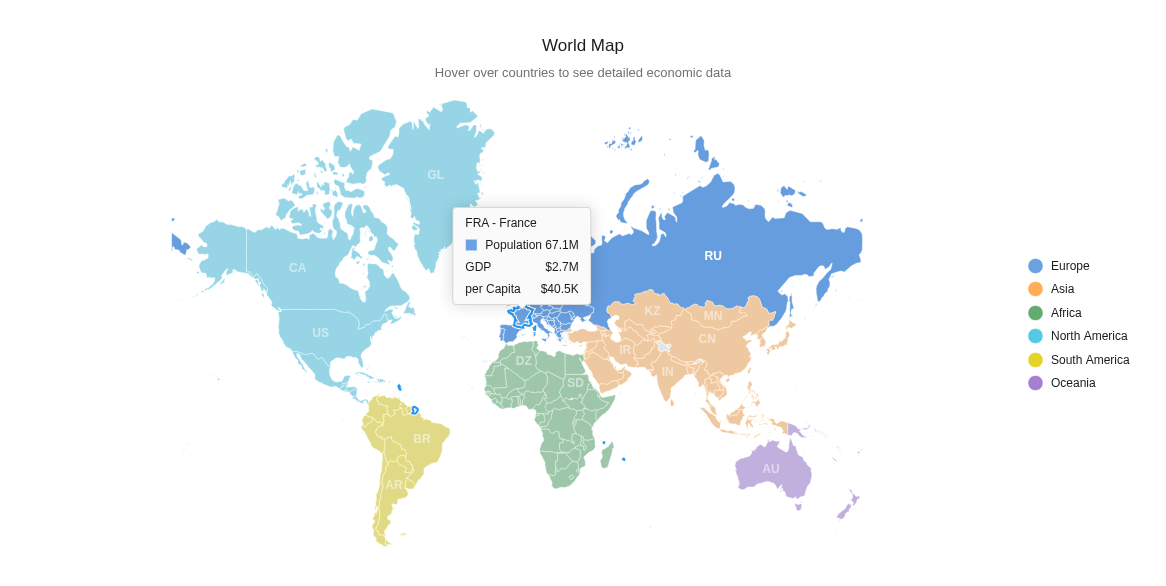 World Map
Hover over countries to see detailed economic data
GL
FRA - France
Population 67.1M
GDP $2.7M
per Capita $40.5K
RU
CA
US
KZ
MN
CN
IR
IN
DZ
SD
BR
AR
AU
Europe
Asia
Africa
North America
South America
Oceania